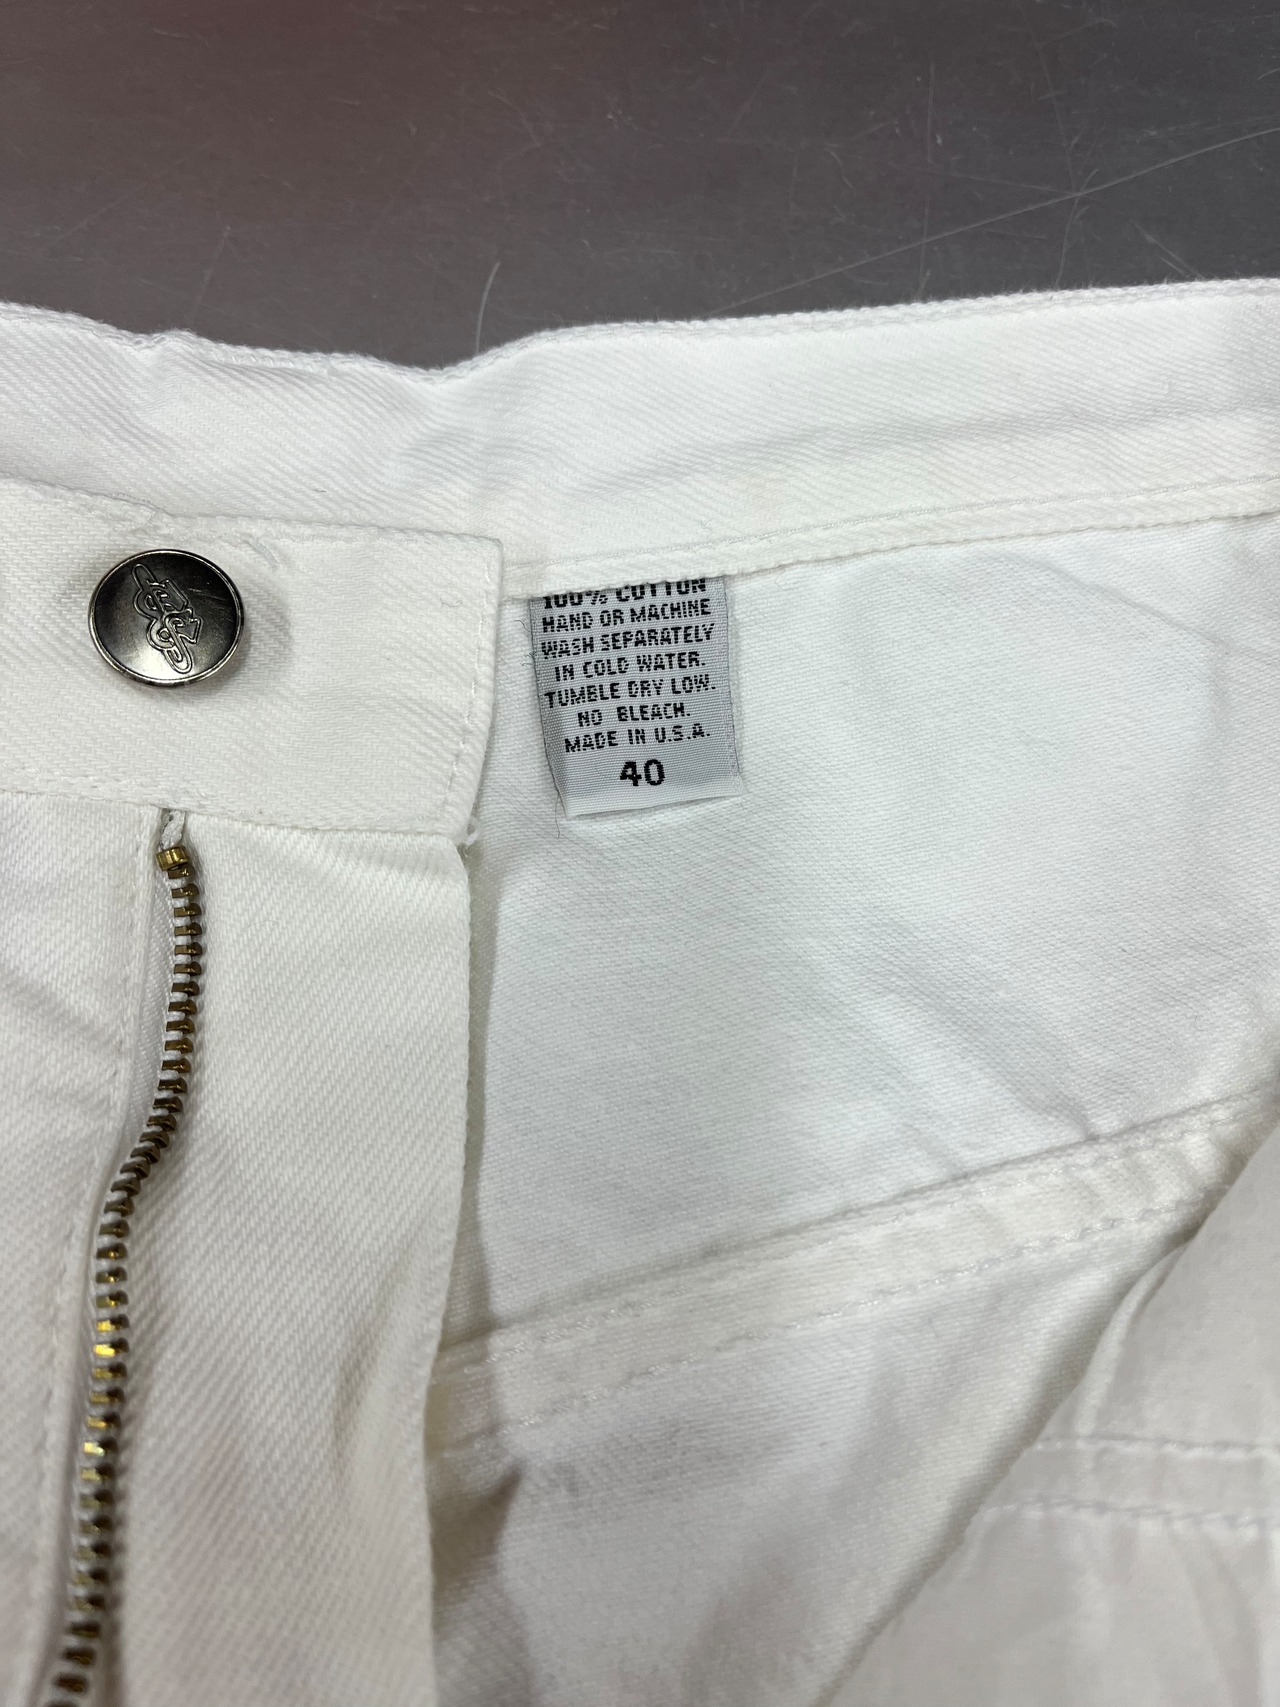 100% COTTON
HAND OR MACHINE
WASH SEPARATELY
IN COLD WATER.
TUMBLE DRY LOW.
NO BLEACH.
MADE IN U.S.A.
40